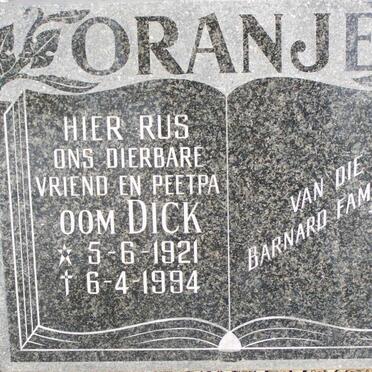 ORANJE
HIER RUS
ONS DIERBARE
VRIEND EN PEETPA
OOM DICK
☆ 5-6-1921
† 6-4-1994
VAN DIE
BARNARD FAM